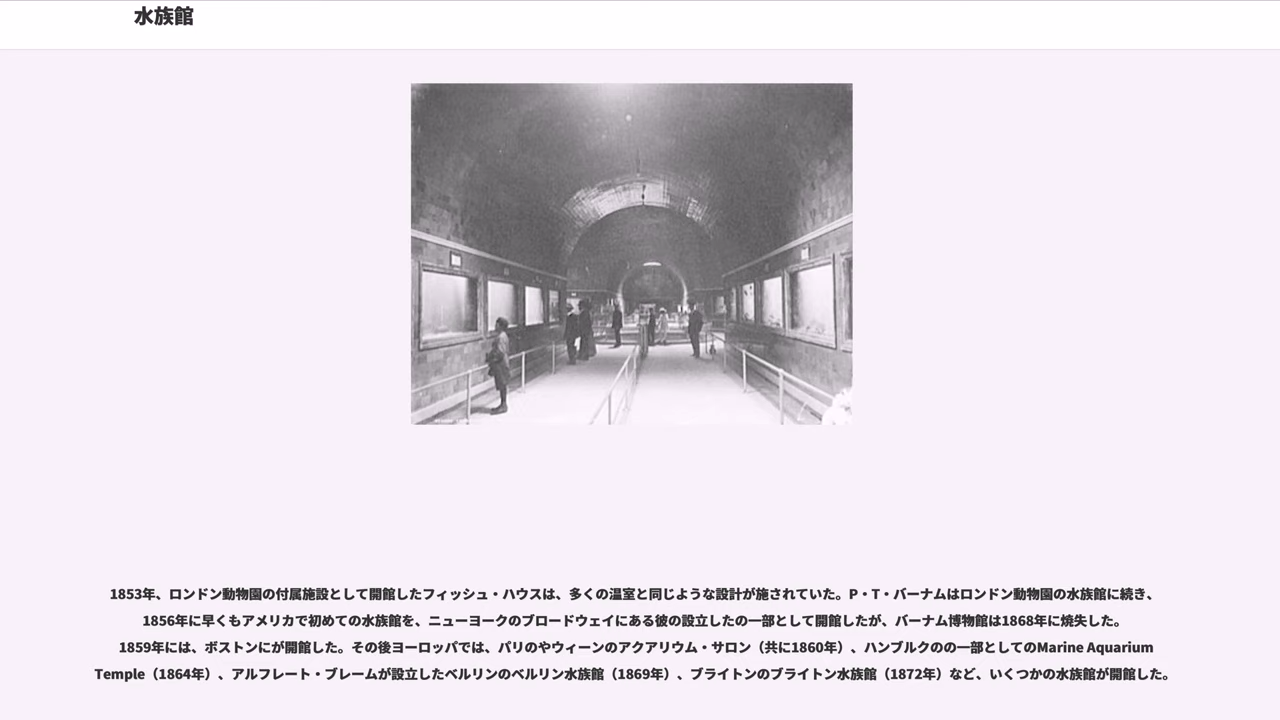 水族館
1853年、ロンドン動物園の付属施設として開館したフィッシュ・ハウスは、多くの温室と同じような設計が施されていた。P・T・バーナムはロンドン動物園の水族館に続き、
1856年に早くもアメリカで初めての水族館を、ニューヨークのブロードウェイにある彼の設立したの一部として開館したが、バーナム博物館は1868年に焼失した。
1859年には、ボストンにが開館した。その後ヨーロッパでは、パリのやウィーンのアクアリウム・サロン（共に1860年）、ハンブルクのの一部としてのMarine Aquarium
Temple（1864年）、アルフレート・ブレームが設立したベルリンのベルリン水族館（1869年）、ブライトンのブライトン水族館（1872年）など、いくつかの水族館が開館した。